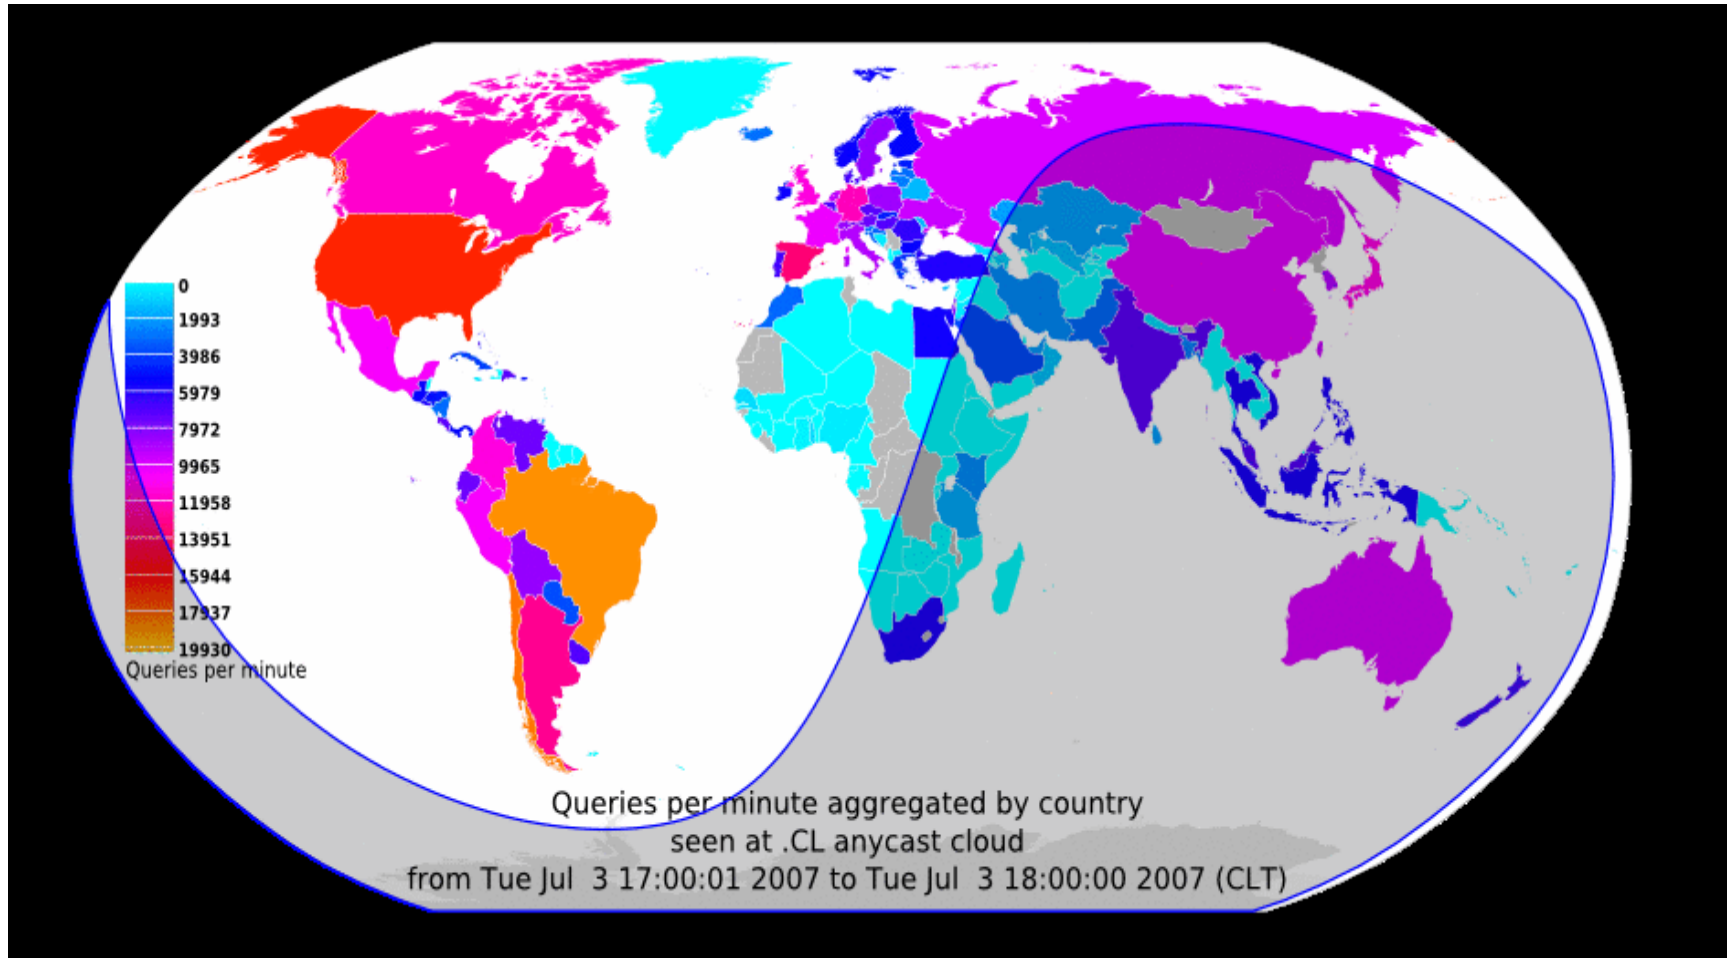 0
1993
3986
5979
7972
9965
11958
13951
15944
17937
19930
Queries per minute
Queries per minute aggregated by country
seen at .CL anycast cloud
from Tue Jul  3 17:00:01 2007 to Tue Jul  3 18:00:00 2007 (CLT)